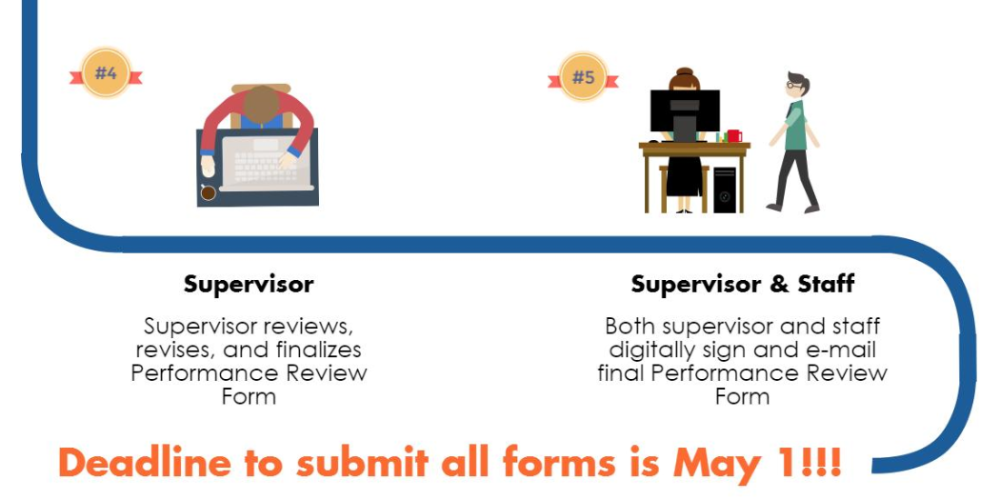 #4
#5
Supervisor
Supervisor reviews,
revises, and finalizes
Performance Review
Form
Supervisor & Staff
Both supervisor and staff
digitally sign and e-mail
final Performance Review
Form
Deadline to submit all forms is May 1!!!